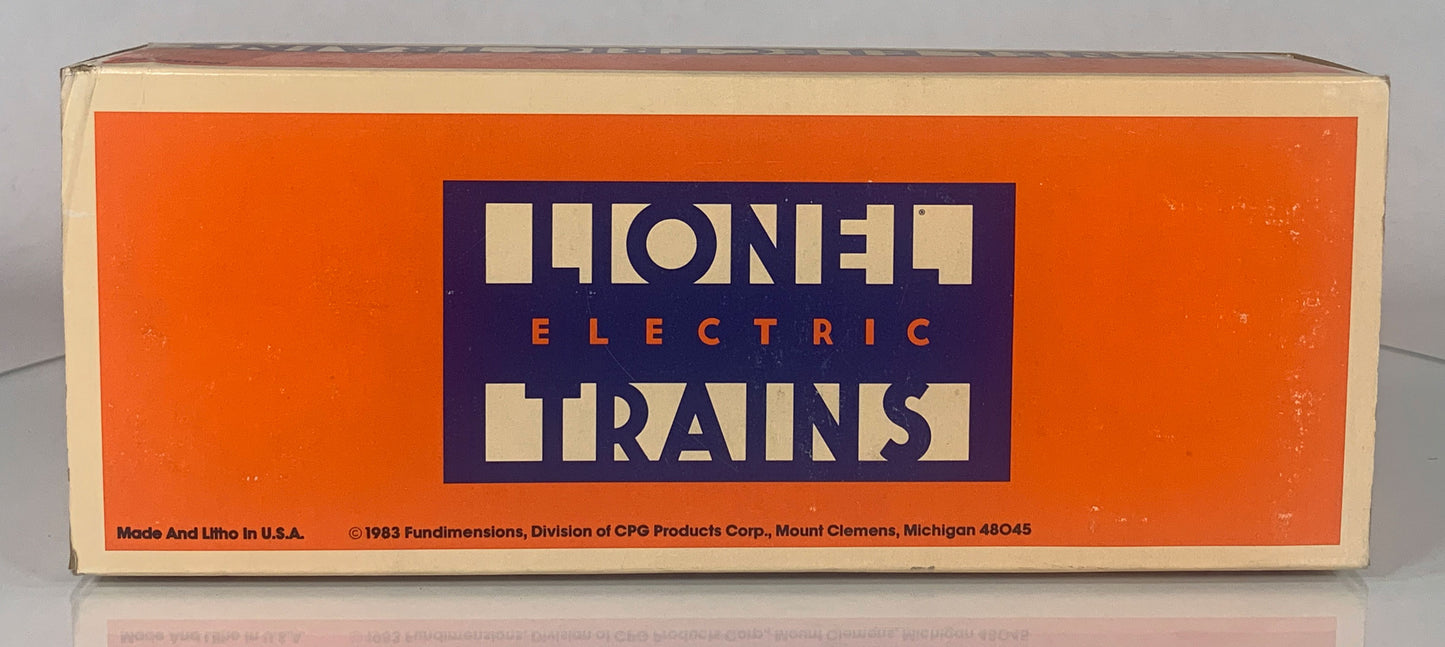 LIONEL®
ELECTRIC
TRAINS
Made And Litho In U.S.A. © 1983 Fundimensions, Division of CPG Products Corp., Mount Clemens, Michigan 48045